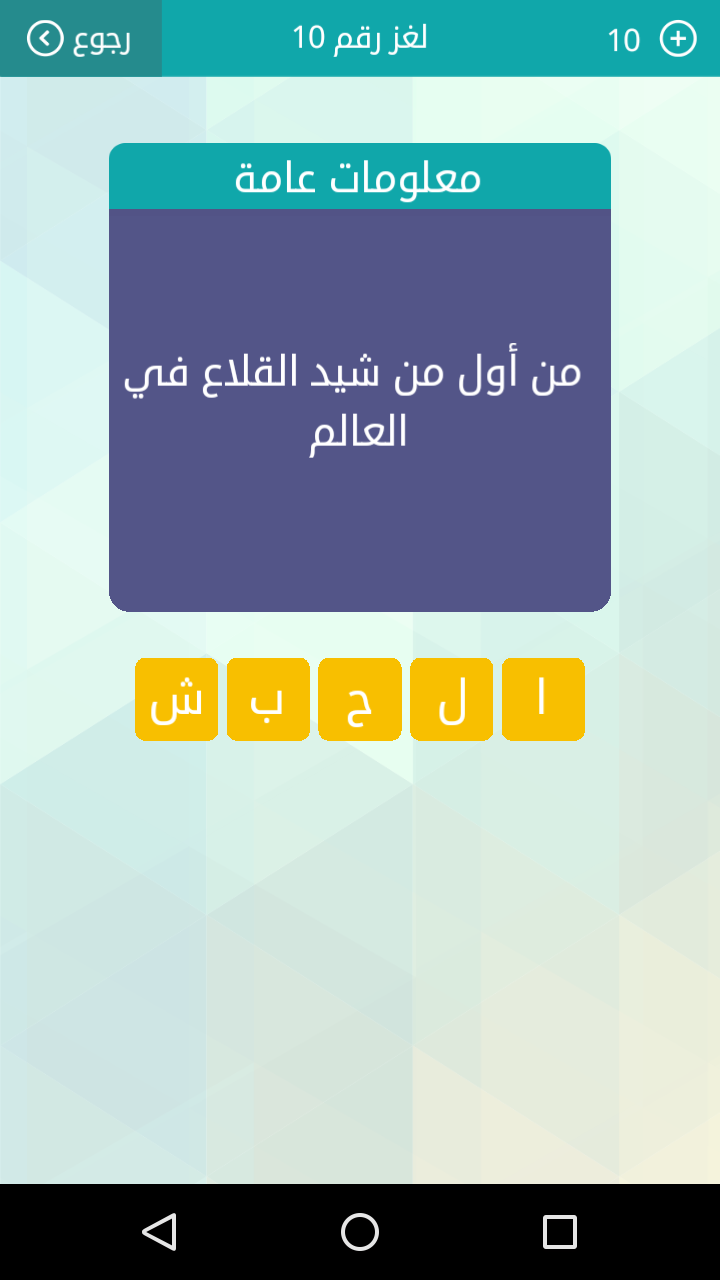 رجوع لغز رقم 10 10
معلومات عامة
من أول من شيد القلاع في
العالم
ا ل ح ب ش